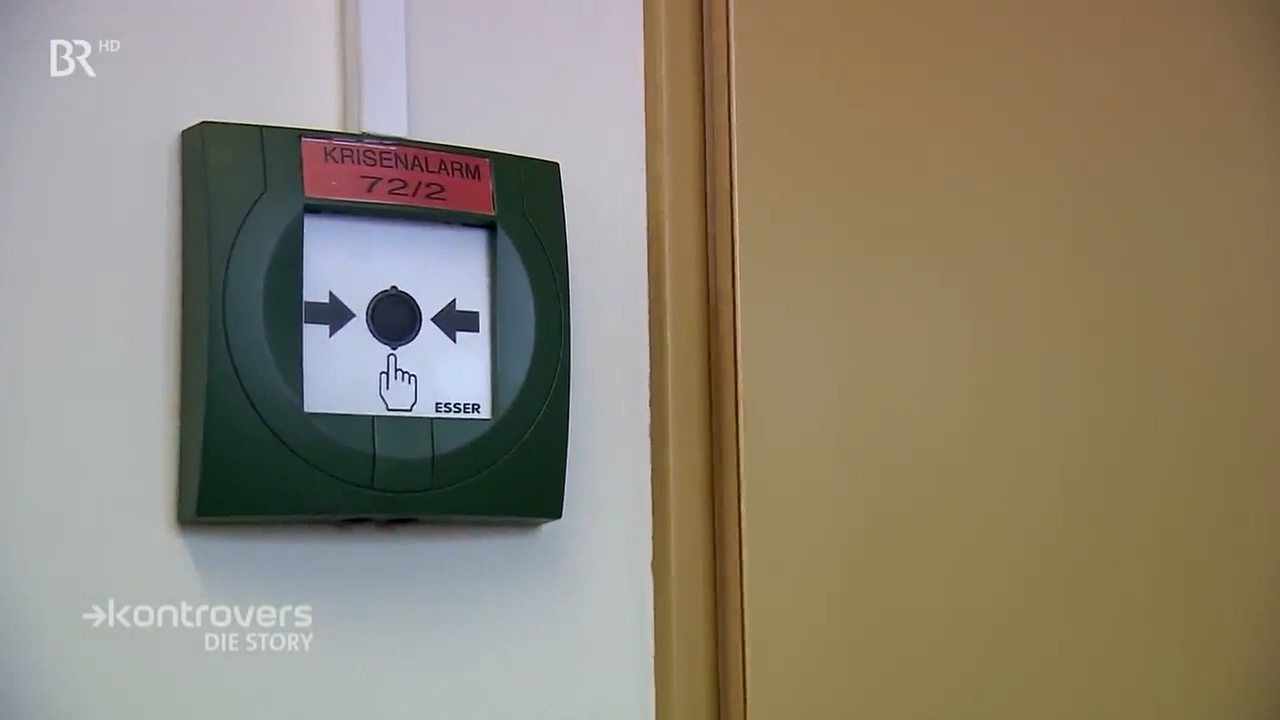 BR HD
KRISENALARM
72/2
ESSER
kontrovers
DIE STORY